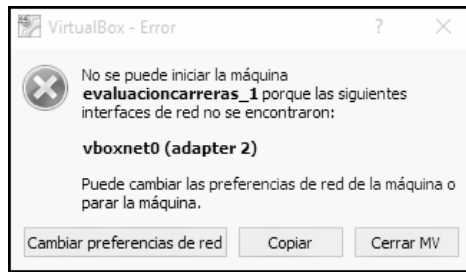 VirtualBox - Error
No se puede iniciar la máquina
evaluacioncarreras_1 porque las siguientes
interfaces de red no se encontraron:
vboxnet0 (adapter 2)
Puede cambiar las preferencias de red de la máquina o
parar la máquina.
Cambiar preferencias de red Copiar Cerrar MV